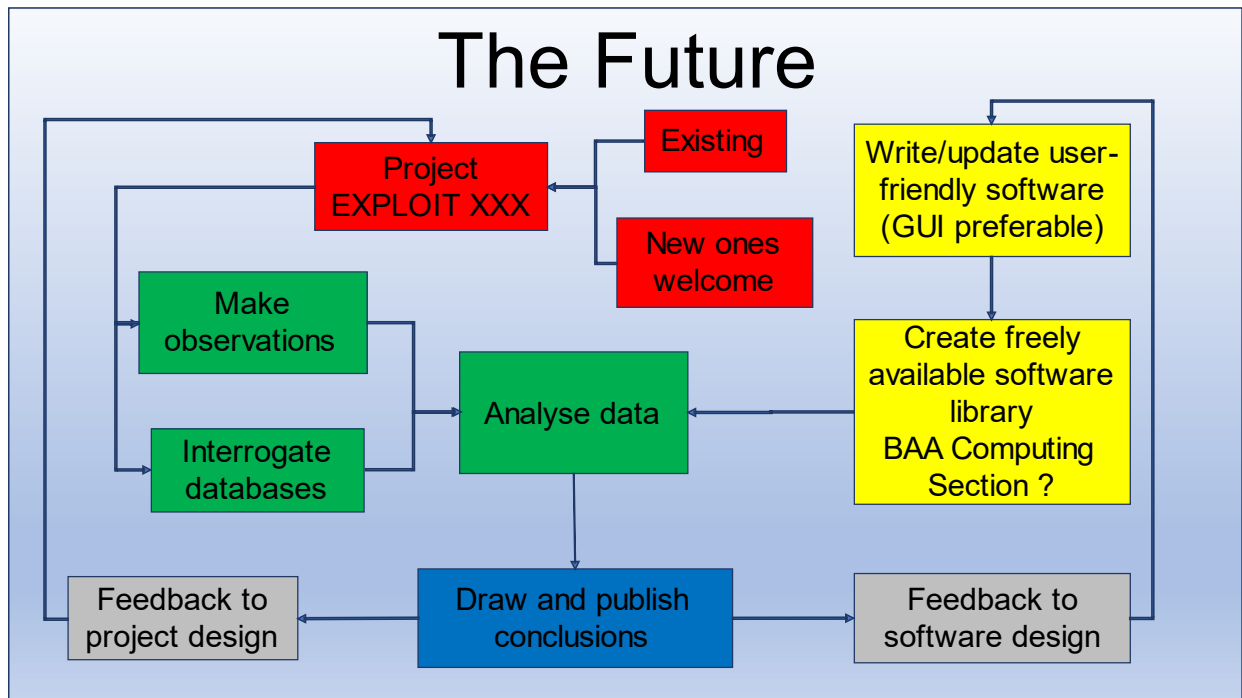 The Future
Existing
Project
EXPLOIT XXX
New ones
welcome
Write/update user-
friendly software
(GUI preferable)
Make
observations
Interrogate
databases
Analyse data
Create freely
available software
library
BAA Computing
Section ?
Feedback to
project design
Draw and publish
conclusions
Feedback to
software design